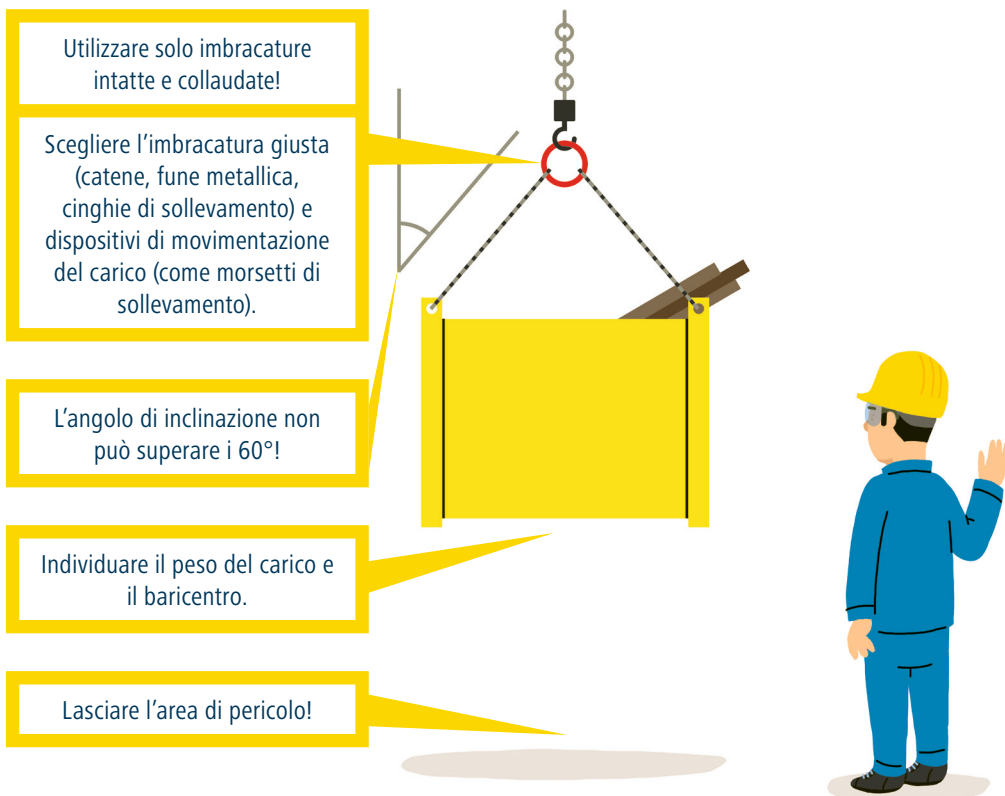 Utilizzare solo imbracature
intatte e collaudate!
Scegliere l’imbracatura giusta
(catene, fune metallica,
cinghie di sollevamento) e
dispositivi di movimentazione
del carico (come morsetti di
sollevamento).
L’angolo di inclinazione non
può superare i 60°!
Individuare il peso del carico e
il baricentro.
Lasciare l’area di pericolo!